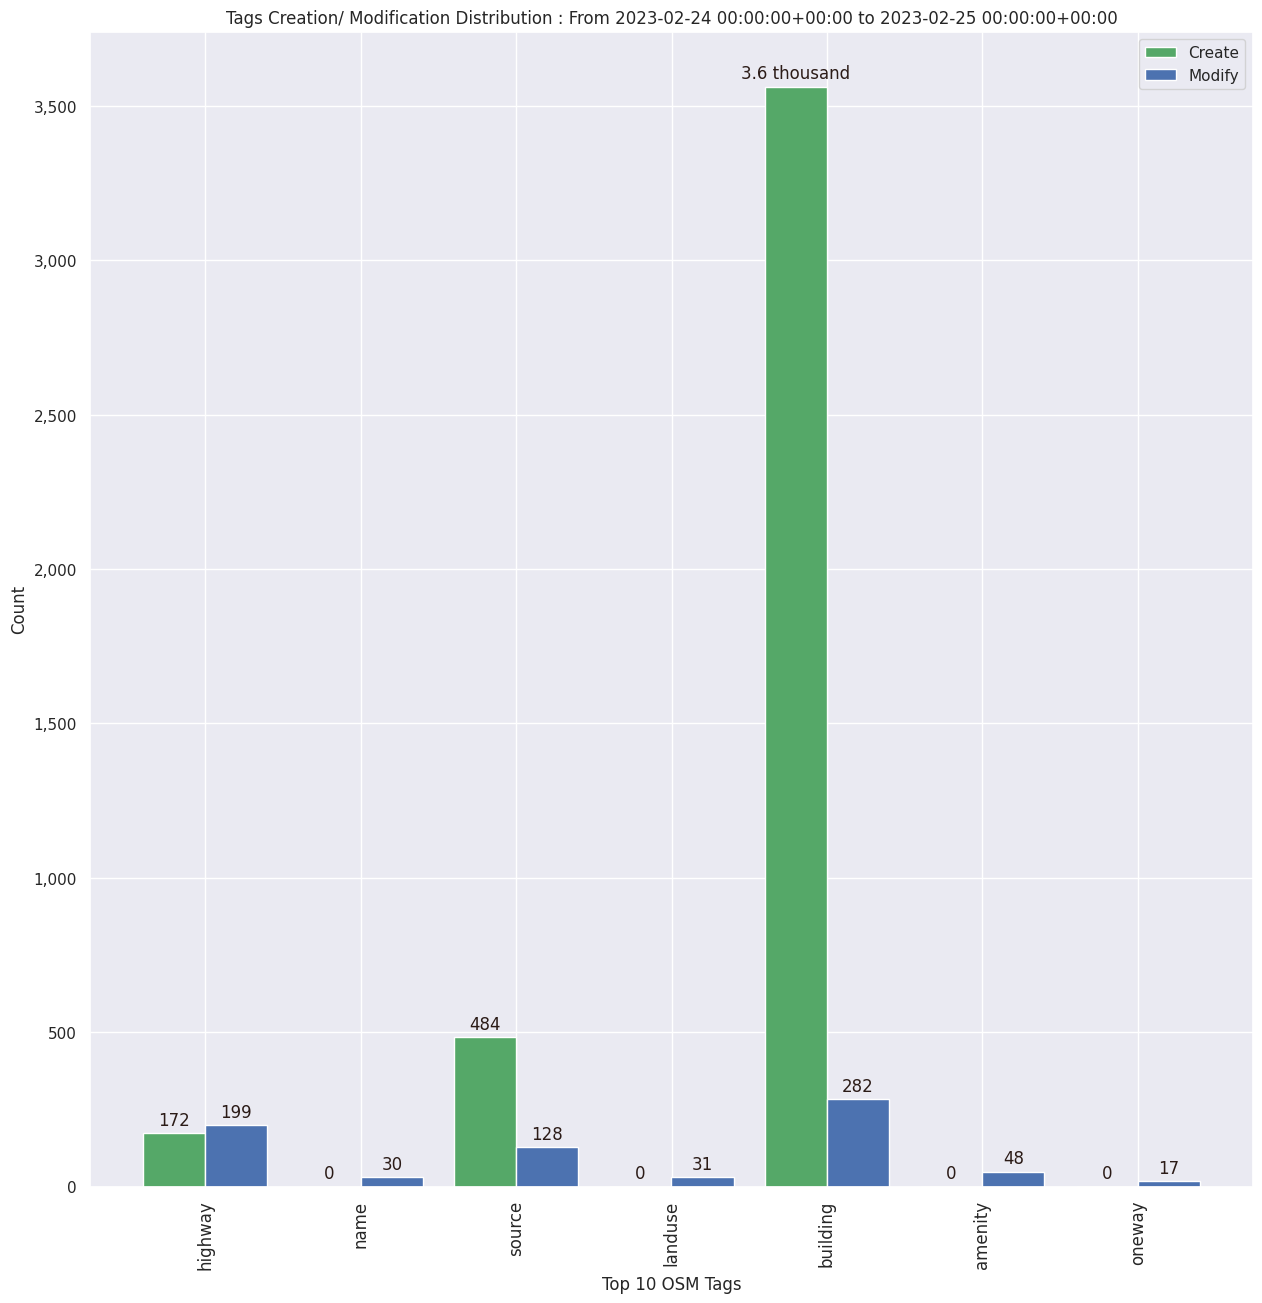 Tags Creation/ Modification Distribution : From 2023-02-24 00:00:00+00:00 to 2023-02-25 00:00:00+00:00
Create
Modify
3.6 thousand
3,500
3,000
2,500
2,000
1,500
1,000
500
0
Count
172
199
0
30
484
128
0
31
282
0
48
0
17
highway
name
source
landuse
building
amenity
oneway
Top 10 OSM Tags